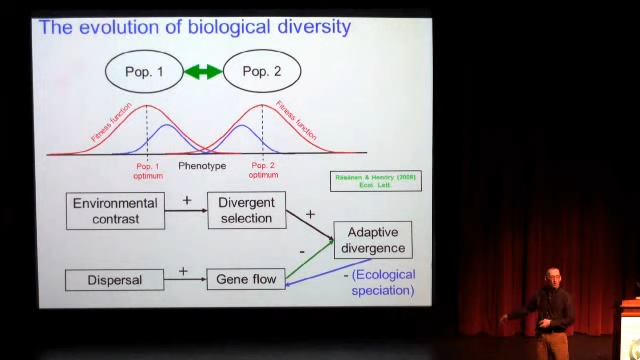 The evolution of biological diversity
Pop. 1
Pop. 2
Fitness function
Fitness function
Phenotype
Pop. 1
optimum
Pop. 2
optimum
Räsänen & Hendry (2008)
Ecol. Lett.
Environmental
contrast
+
Divergent
selection
+
Adaptive
divergence
-
Dispersal
+
Gene flow
- (Ecological
speciation)